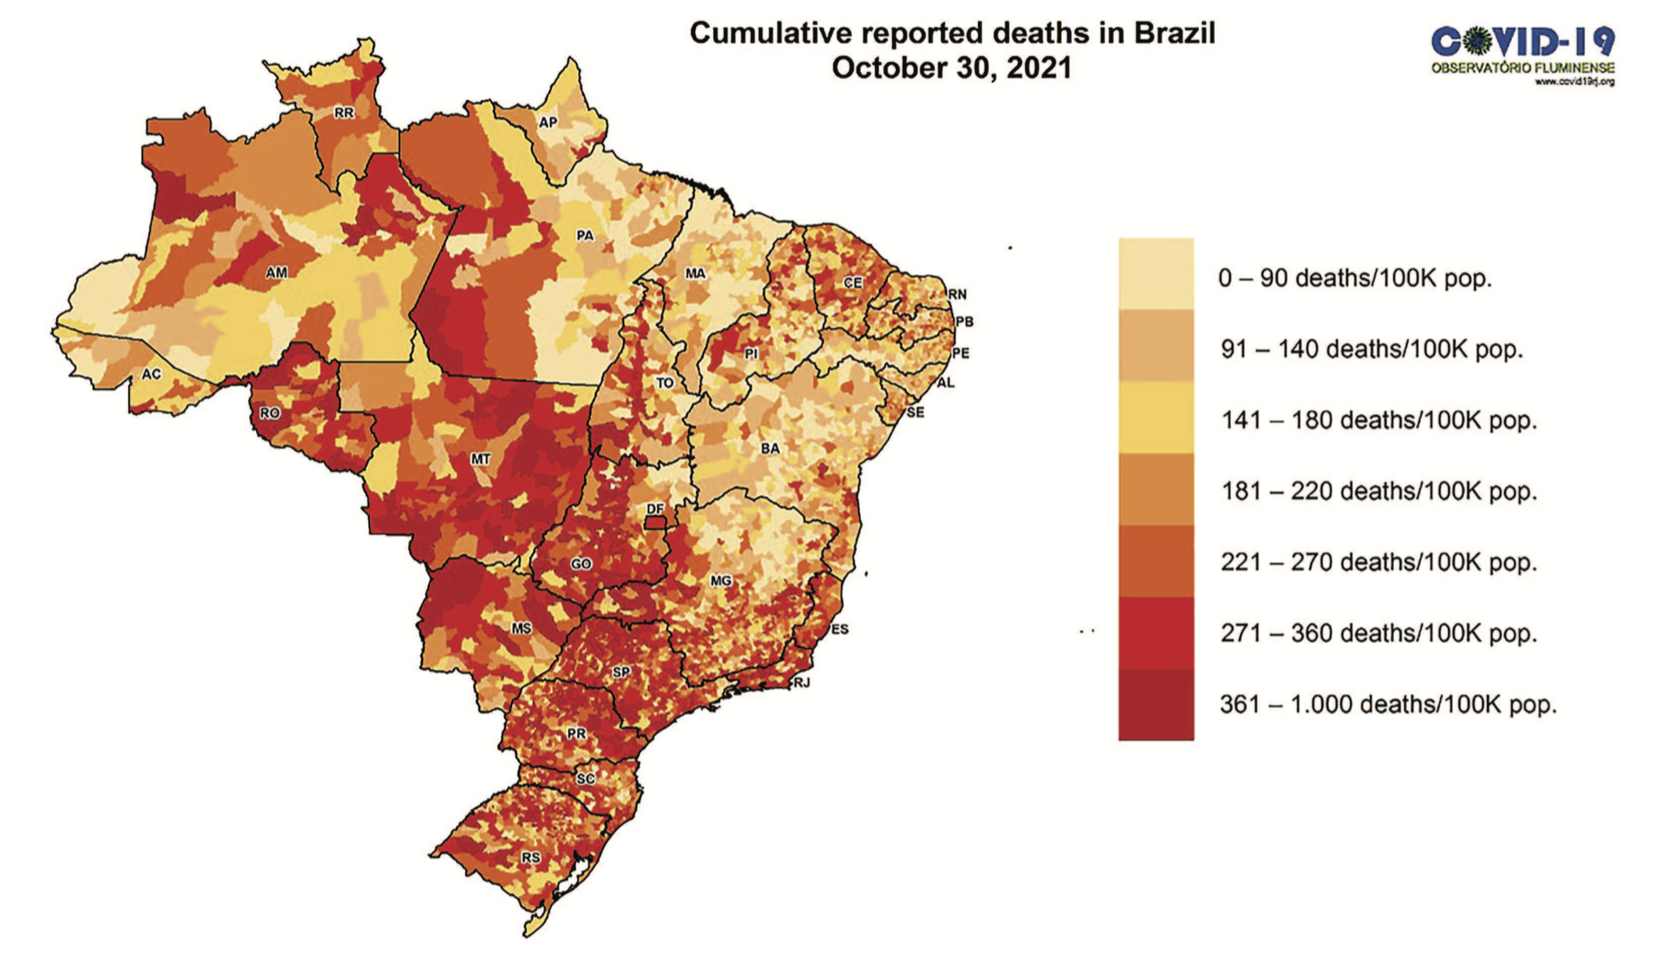 Cumulative reported deaths in Brazil
October 30, 2021
COVID-19
OBSERVATÓRIO FLUMINENSE
www.covid19rj.org
RR
AP
AM
PA
MA
CE
RN
PB
PE
AL
SE
PI
AC
TO
RO
BA
MT
DF
GO
MG
MS
ES
SP
RJ
PR
SC
RS
0 – 90 deaths/100K pop.
91 – 140 deaths/100K pop.
141 – 180 deaths/100K pop.
181 – 220 deaths/100K pop.
221 – 270 deaths/100K pop.
271 – 360 deaths/100K pop.
361 – 1.000 deaths/100K pop.